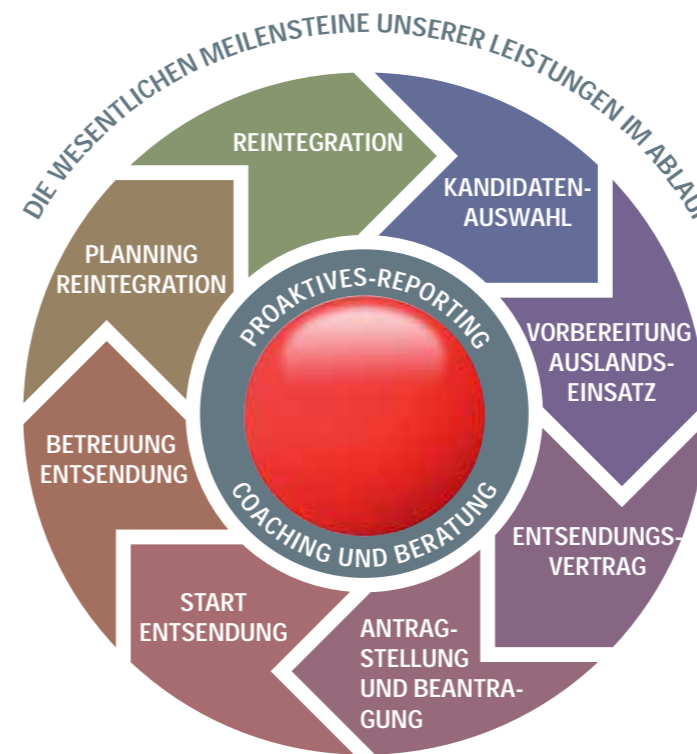 DIE WESENTLICHEN MEILENSTEINE UNSERER LEISTUNGEN IM ABLAUF
REINTEGRATION
KANDIDATEN-
AUSWAHL
VORBEREITUNG
AUSLANDS-
EINSATZ
ENTSENDUNGS-
VERTRAG
ANTRAG-
STELLUNG
UND BEANTRA-
GUNG
START
ENTSENDUNG
BETREUUNG
ENTSENDUNG
PLANNING
REINTEGRATION
PROAKTIVES-REPORTING
COACHING UND BERATUNG